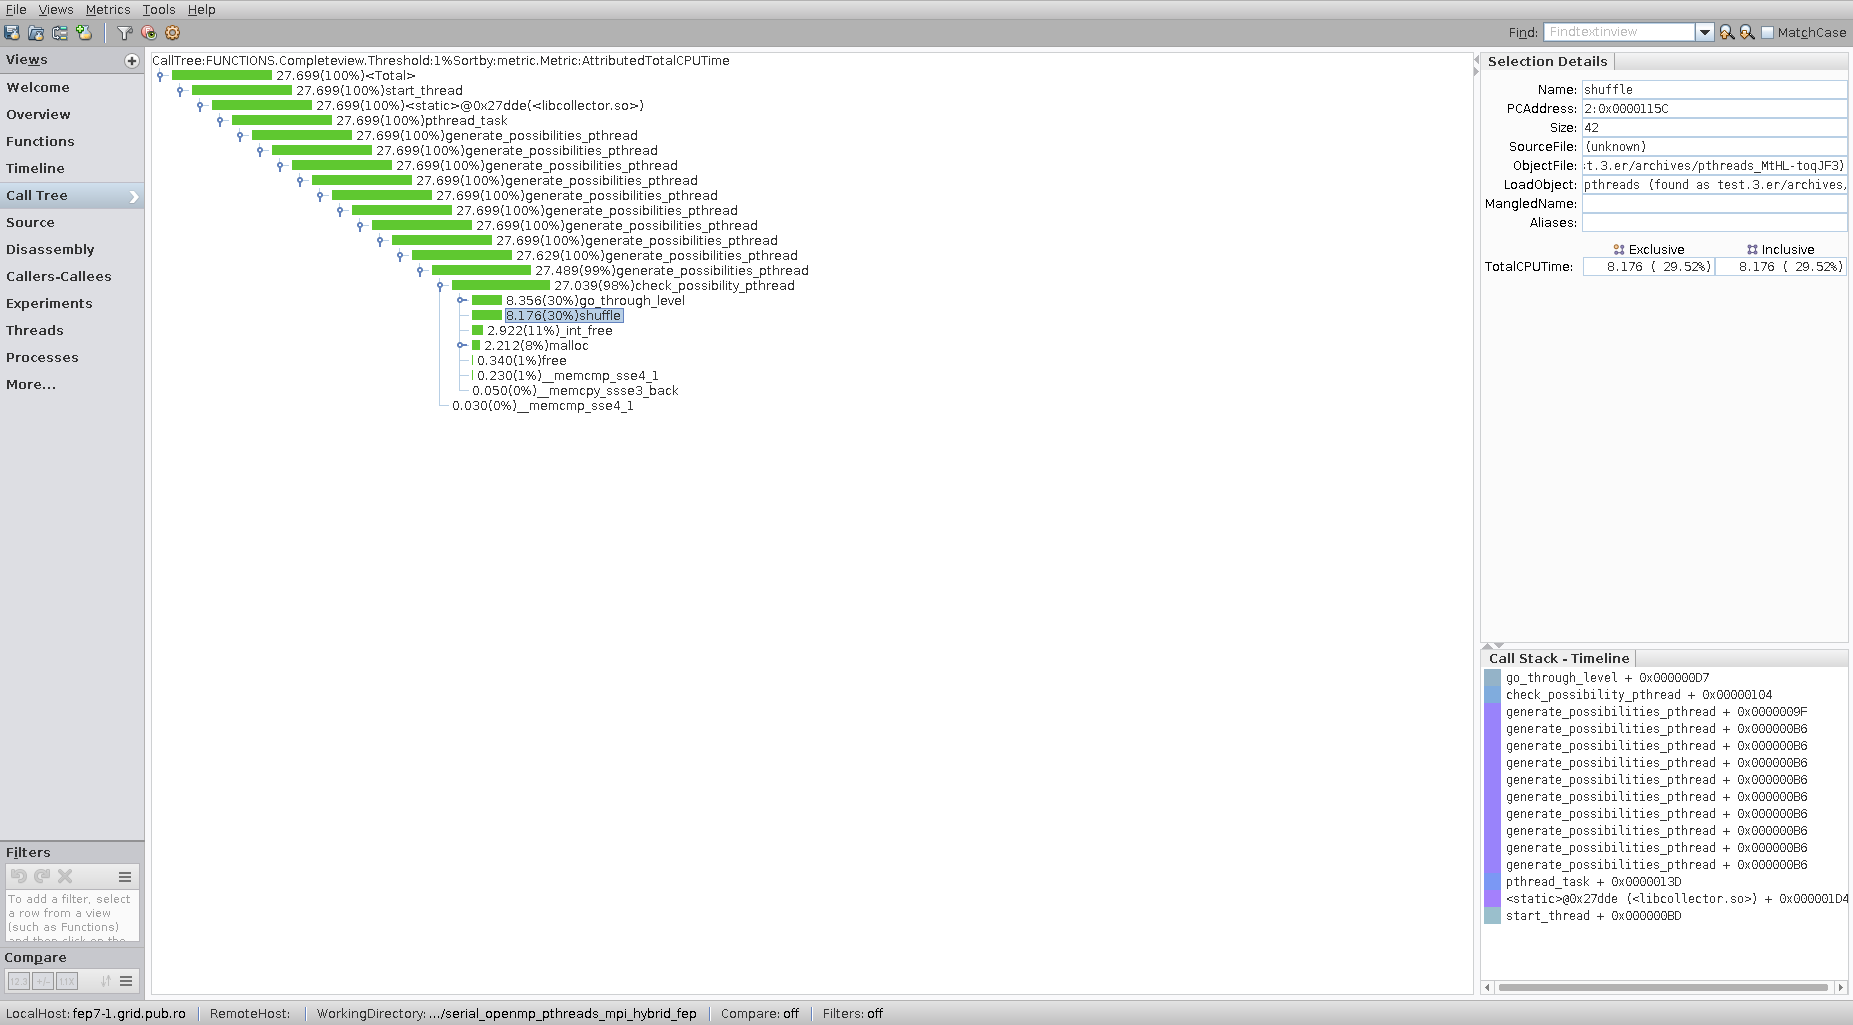 File Views Metrics Tools Help
Find: Findtextinview MatchCase
Views
Welcome
Overview
Functions
Timeline
Call Tree
Source
Disassembly
Callers-Callees
Experiments
Threads
Processes
More...
Filters
To add a filter, select
a row from a view
(such as Functions)
and then click on the
Compare
12.3 +/- 1.1X
CallTree:FUNCTIONS.Completeview.Threshold:1%Sortby:metric.Metric:AttributedTotalCPUTime
27.699(100%)<Total>
27.699(100%)start_thread
27.699(100%)<static>@0x27dde(<libcollector.so>)
27.699(100%)pthread_task
27.699(100%)generate_possibilities_pthread
27.699(100%)generate_possibilities_pthread
27.699(100%)generate_possibilities_pthread
27.699(100%)generate_possibilities_pthread
27.699(100%)generate_possibilities_pthread
27.699(100%)generate_possibilities_pthread
27.699(100%)generate_possibilities_pthread
27.699(100%)generate_possibilities_pthread
27.629(100%)generate_possibilities_pthread
27.489(99%)generate_possibilities_pthread
27.039(98%)check_possibility_pthread
8.356(30%)go_through_level
8.176(30%)shuffle
2.922(11%)_int_free
2.212(8%)malloc
0.340(1%)free
0.230(1%)__memcmp_sse4_1
0.050(0%)__memcpy_ssse3_back
0.030(0%)__memcmp_sse4_1
Selection Details
Name: shuffle
PCAddress: 2:0x0000115C
Size: 42
SourceFile: (unknown)
ObjectFile: :t.3.er/archives/pthreads_MtHL-toqJF3)
LoadObject: pthreads (found as test.3.er/archives,
MangledName:
Aliases:
Exclusive Inclusive
TotalCPUTime: 8.176 ( 29.52%) 8.176 ( 29.52%)
Call Stack - Timeline
go_through_level + 0x000000D7
check_possibility_pthread + 0x00000104
generate_possibilities_pthread + 0x0000009F
generate_possibilities_pthread + 0x000000B6
generate_possibilities_pthread + 0x000000B6
generate_possibilities_pthread + 0x000000B6
generate_possibilities_pthread + 0x000000B6
generate_possibilities_pthread + 0x000000B6
generate_possibilities_pthread + 0x000000B6
generate_possibilities_pthread + 0x000000B6
generate_possibilities_pthread + 0x000000B6
generate_possibilities_pthread + 0x000000B6
pthread_task + 0x0000013D
<static>@0x27dde (<libcollector.so>) + 0x000001D4
start_thread + 0x000000BD
LocalHost: fep7-1.grid.pub.ro RemoteHost: WorkingDirectory: .../serial_openmp_pthreads_mpi_hybrid_fep Compare: off Filters: off